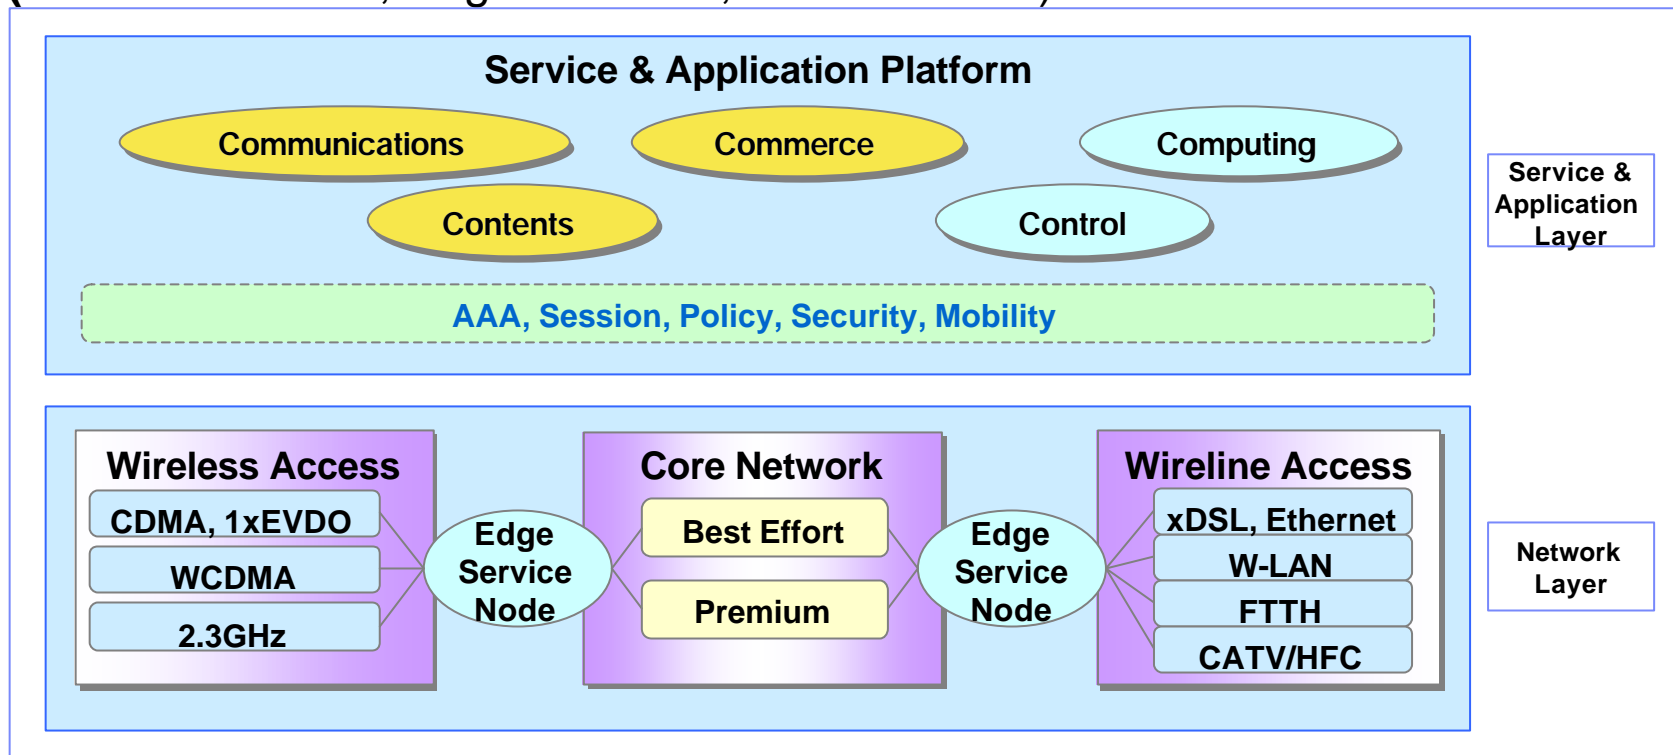 Service & Application Platform
Communications
Commerce
Computing
Contents
Control
AAA, Session, Policy, Security, Mobility
Service &
Application
Layer
Wireless Access
CDMA, 1xEVDO
WCDMA
2.3GHz
Edge
Service
Node
Core Network
Best Effort
Premium
Edge
Service
Node
Wireline Access
xDSL, Ethernet
W-LAN
FTTH
CATV/HFC
Network
Layer